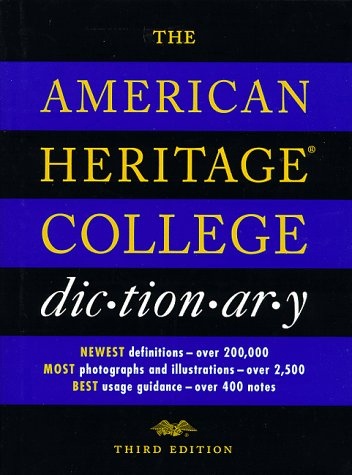 THE
AMERICAN
HERITAGE®
COLLEGE
dic•tion•ar•y
NEWEST definitions – over 200,000
MOST photographs and illustrations – over 2,500
BEST usage guidance – over 400 notes
THIRD EDITION